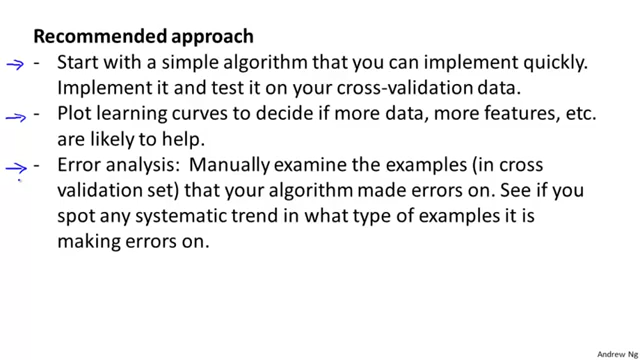 Recommended approach
- Start with a simple algorithm that you can implement quickly.
Implement it and test it on your cross-validation data.
- Plot learning curves to decide if more data, more features, etc.
are likely to help.
- Error analysis: Manually examine the examples (in cross
validation set) that your algorithm made errors on. See if you
spot any systematic trend in what type of examples it is
making errors on.
Andrew Ng